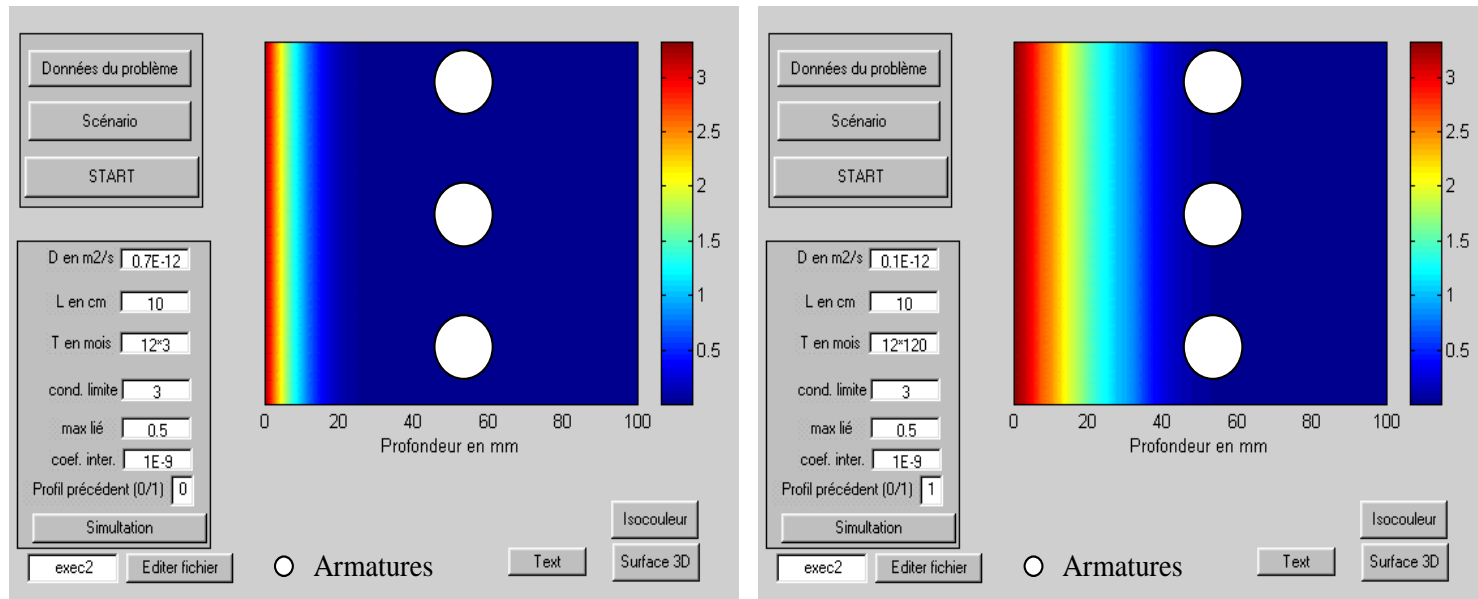 Données du problème
Scénario
START
D en m2/s 0.7E-12
L en cm 10
T en mois 12*3
cond. limite 3
max lié 0.5
coef. inter. 1E-9
Profil précédent (0/1) 0
Simultation
exec2 Editer fichier
3
2.5
2
1.5
1
0.5
0 20 40 60 80 100
Profondeur en mm
Armatures
Text
Isocouleur
Surface 3D
Données du problème
Scénario
START
D en m2/s 0.1E-12
L en cm 10
T en mois 12*120
cond. limite 3
max lié 0.5
coef. inter. 1E-9
Profil précédent (0/1) 1
Simultation
exec2 Editer fichier
3
2.5
2
1.5
1
0.5
0 20 40 60 80 100
Profondeur en mm
Armatures
Text
Isocouleur
Surface 3D